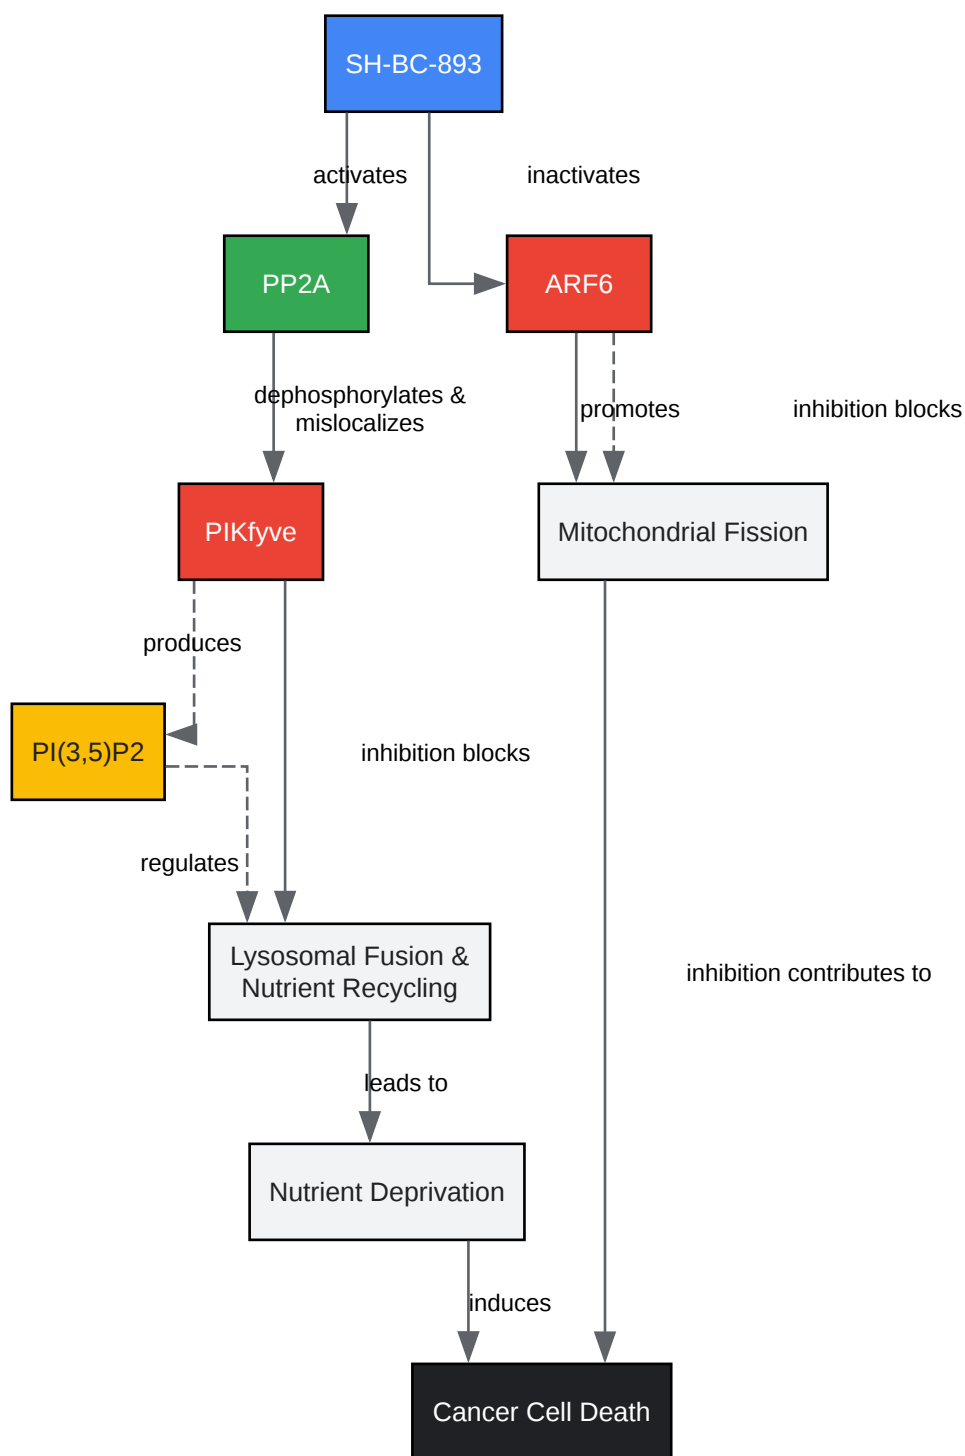 SH-BC-893
activates
inactivates
PP2A
ARF6
dephosphorylates &
mislocalizes
promotes
inhibition blocks
PIKfyve
Mitochondrial Fission
produces
PI(3,5)P2
inhibition blocks
regulates
Lysosomal Fusion &
Nutrient Recycling
inhibition contributes to
leads to
Nutrient Deprivation
induces
Cancer Cell Death